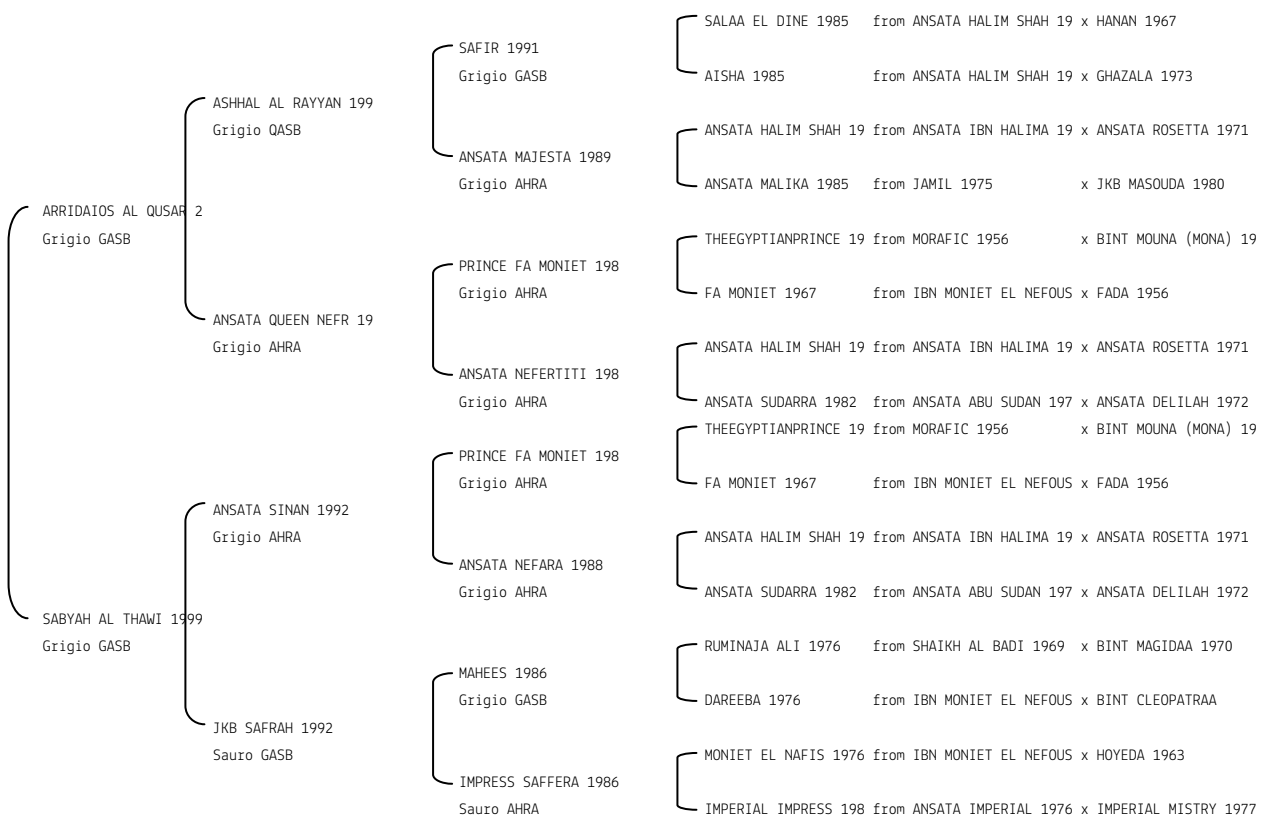 SALAA EL DINE 1985 from ANSATA HALIM SHAH 19 x HANAN 1967
SAFIR 1991
Grigio GASB
AISHA 1985 from ANSATA HALIM SHAH 19 x GHAZALA 1973
ASHHAL AL RAYYAN 199
Grigio QASB
ANSATA HALIM SHAH 19 from ANSATA IBN HALIMA 19 x ANSATA ROSETTA 1971
ANSATA MAJESTA 1989
Grigio AHRA
ANSATA MALIKA 1985 from JAMIL 1975 x JKB MASOUDA 1980
ARRIDAIOS AL QUSAR 2
Grigio GASB
THEEGYPTIANPRINCE 19 from MORAFIC 1956 x BINT MOUNA (MONA) 19
PRINCE FA MONIET 198
Grigio AHRA
FA MONIET 1967 from IBN MONIET EL NEFOUS x FADA 1956
ANSATA QUEEN NEFR 19
Grigio AHRA
ANSATA HALIM SHAH 19 from ANSATA IBN HALIMA 19 x ANSATA ROSETTA 1971
ANSATA NEFERTITI 198
Grigio AHRA
ANSATA SUDARRA 1982 from ANSATA ABU SUDAN 197 x ANSATA DELILAH 1972
THEEGYPTIANPRINCE 19 from MORAFIC 1956 x BINT MOUNA (MONA) 19
PRINCE FA MONIET 198
Grigio AHRA
FA MONIET 1967 from IBN MONIET EL NEFOUS x FADA 1956
ANSATA SINAN 1992
Grigio AHRA
ANSATA HALIM SHAH 19 from ANSATA IBN HALIMA 19 x ANSATA ROSETTA 1971
ANSATA NEFARA 1988
Grigio AHRA
ANSATA SUDARRA 1982 from ANSATA ABU SUDAN 197 x ANSATA DELILAH 1972
SABYAH AL THAWI 1999
Grigio GASB
RUMINAJA ALI 1976 from SHAIKH AL BADI 1969 x BINT MAGIDAA 1970
MAHEES 1986
Grigio GASB
DAREEBA 1976 from IBN MONIET EL NEFOUS x BINT CLEOPATRAA
JKB SAFRAH 1992
Sauro GASB
MONIET EL NAFIS 1976 from IBN MONIET EL NEFOUS x HOYEDA 1963
IMPRESS SAFFERA 1986
Sauro AHRA
IMPERIAL IMPRESS 198 from ANSATA IMPERIAL 1976 x IMPERIAL MISTRY 1977